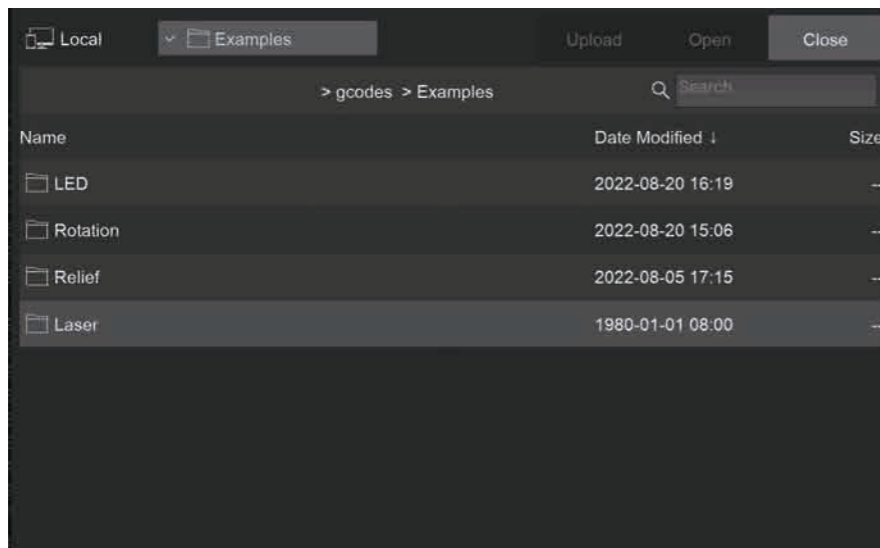 Local Examples Upload Open Close
> gcodes > Examples Search
Name Date Modified ↓ Size
LED 2022-08-20 16:19 --
Rotation 2022-08-20 15:06 --
Relief 2022-08-05 17:15 --
Laser 1980-01-01 08:00 --